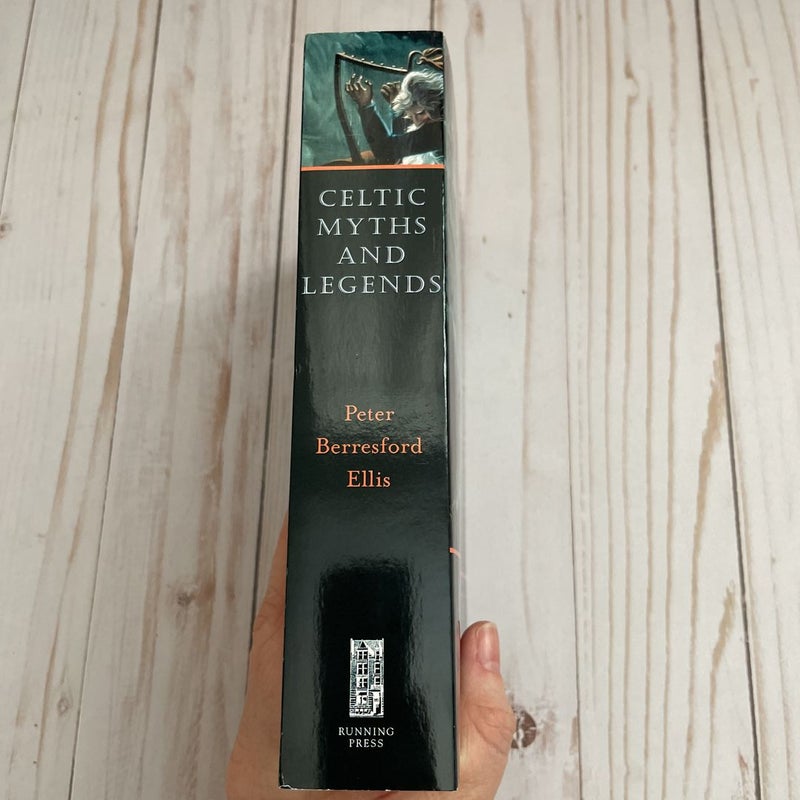 CELTIC
MYTHS
AND
LEGENDS
Peter
Berresford
Ellis
RUNNING
PRESS